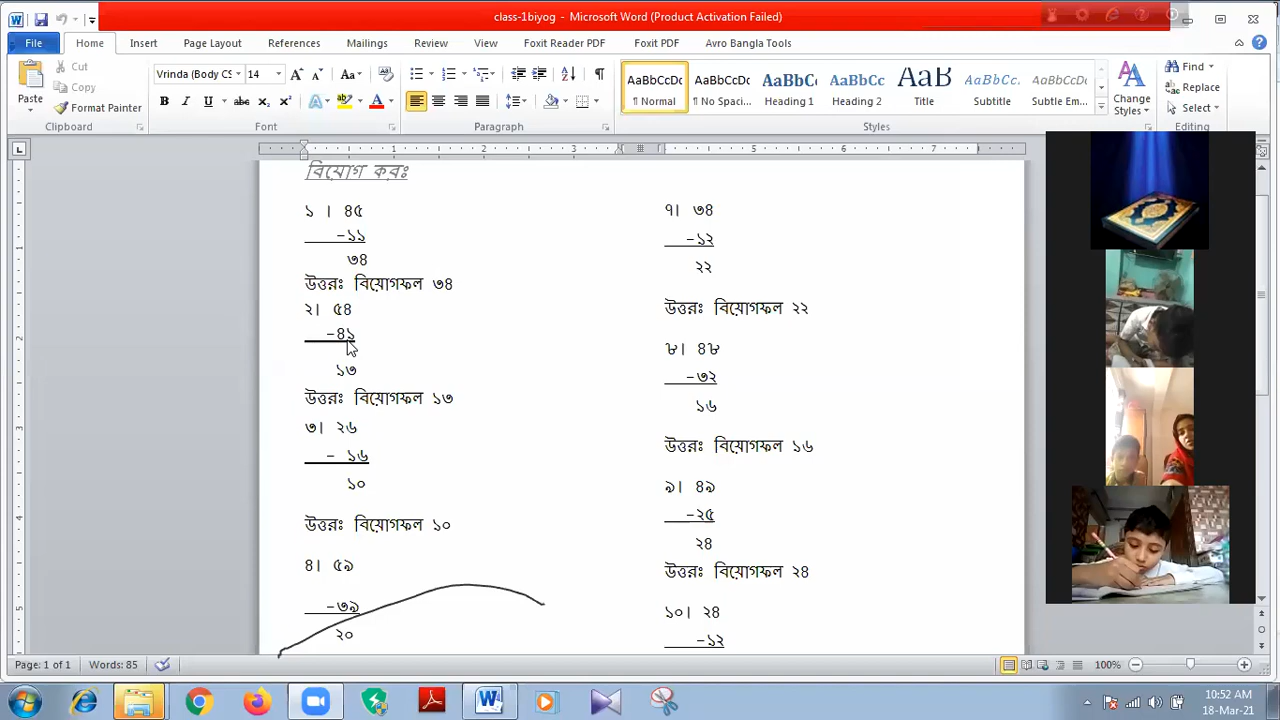 class-1biyog - Microsoft Word (Product Activation Failed)
File Home Insert Page Layout References Mailings Review View Foxit Reader PDF Foxit PDF Avro Bangla Tools
Paste
Cut
Copy
Format Painter
Clipboard
Vrinda (Body CS 14
Font
Paragraph
AaBbCcDc AaBbCcDc AaBbCc AaBbCc AaB AaBbCc. AaBbCcDc
¶ Normal ¶ No Spaci... Heading 1 Heading 2 Title Subtitle Subtle Em...
Change Styles
Styles
Find
Replace
Select
Editing
বিয়োগ করঃ
১ । ৪৫
-১১
৩৪
উত্তরঃ বিয়োগফল ৩৪
২। ৫৪
-৪১
১৩
উত্তরঃ বিয়োগফল ১৩
৩। ২৬
- ১৬
১০
উত্তরঃ বিয়োগফল ১০
৪। ৫৯
-৩৯
২০
৭। ৩৪
-১২
২২
উত্তরঃ বিয়োগফল ২২
৮। ৪৮
-৩২
১৬
উত্তরঃ বিয়োগফল ১৬
৯। ৪৯
-২৫
২৪
উত্তরঃ বিয়োগফল ২৪
১০। ২৪
-১২
Page: 1 of 1 Words: 85 100%
10:52 AM
18-Mar-21